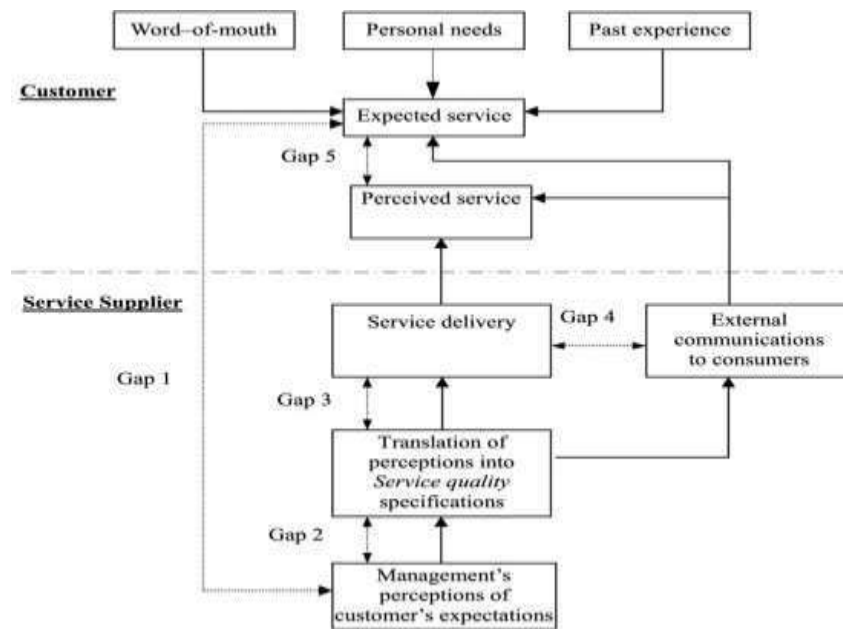 Word–of-mouth
Personal needs
Past experience
Customer
Expected service
Gap 5
Perceived service
Service Supplier
Service delivery
Gap 4
External
communications
to consumers
Gap 1
Gap 3
Translation of
perceptions into
Service quality
specifications
Gap 2
Management's
perceptions of
customer's expectations